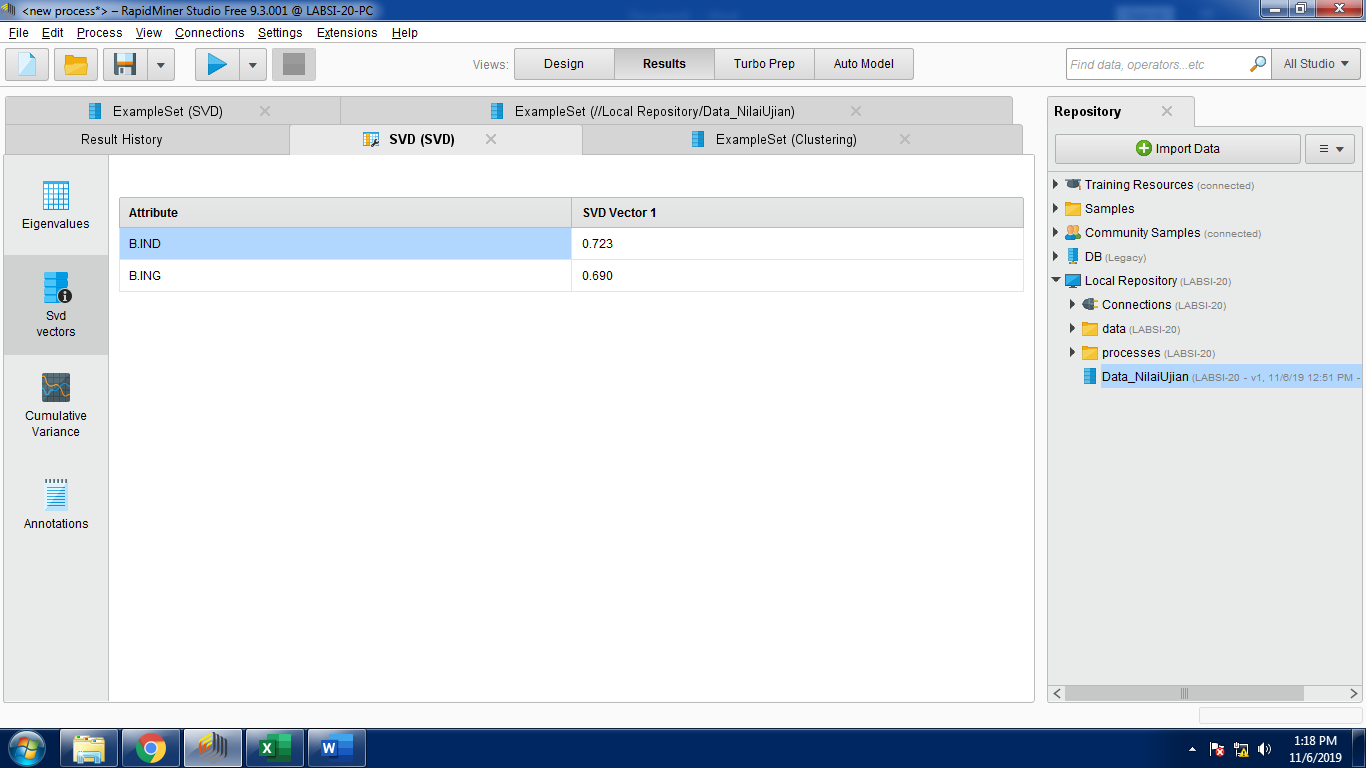 <new process*> – RapidMiner Studio Free 9.3.001 @ LABSI-20-PC
File Edit Process View Connections Settings Extensions Help
Views: Design Results Turbo Prep Auto Model Find data, operators...etc All Studio
ExampleSet (SVD) ExampleSet (//Local Repository/Data_NilaiUjian)
Result History SVD (SVD) ExampleSet (Clustering)
Eigenvalues
Svd
vectors
Cumulative
Variance
Annotations
Attribute SVD Vector 1
B.IND 0.723
B.ING 0.690
Repository
Import Data
Training Resources (connected)
Samples
Community Samples (connected)
DB (Legacy)
Local Repository (LABSI-20)
Connections (LABSI-20)
data (LABSI-20)
processes (LABSI-20)
Data_NilaiUjian (LABSI-20 - v1, 11/6/19 12:51 PM -
1:18 PM
11/6/2019